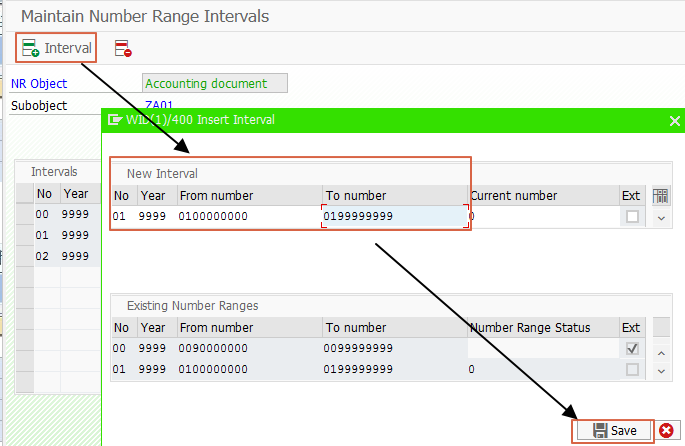 Maintain Number Range Intervals
Interval
NR Object Accounting document
Subobject ZA01
WID(1)/400 Insert Interval
Intervals
No Year
00 9999
01 9999
02 9999
New Interval
No Year From number To number Current number Ext
01 9999 0100000000 0199999999 0
Existing Number Ranges
No Year From number To number Number Range Status Ext
00 9999 0090000000 0099999999
01 9999 0100000000 0199999999 0
Save